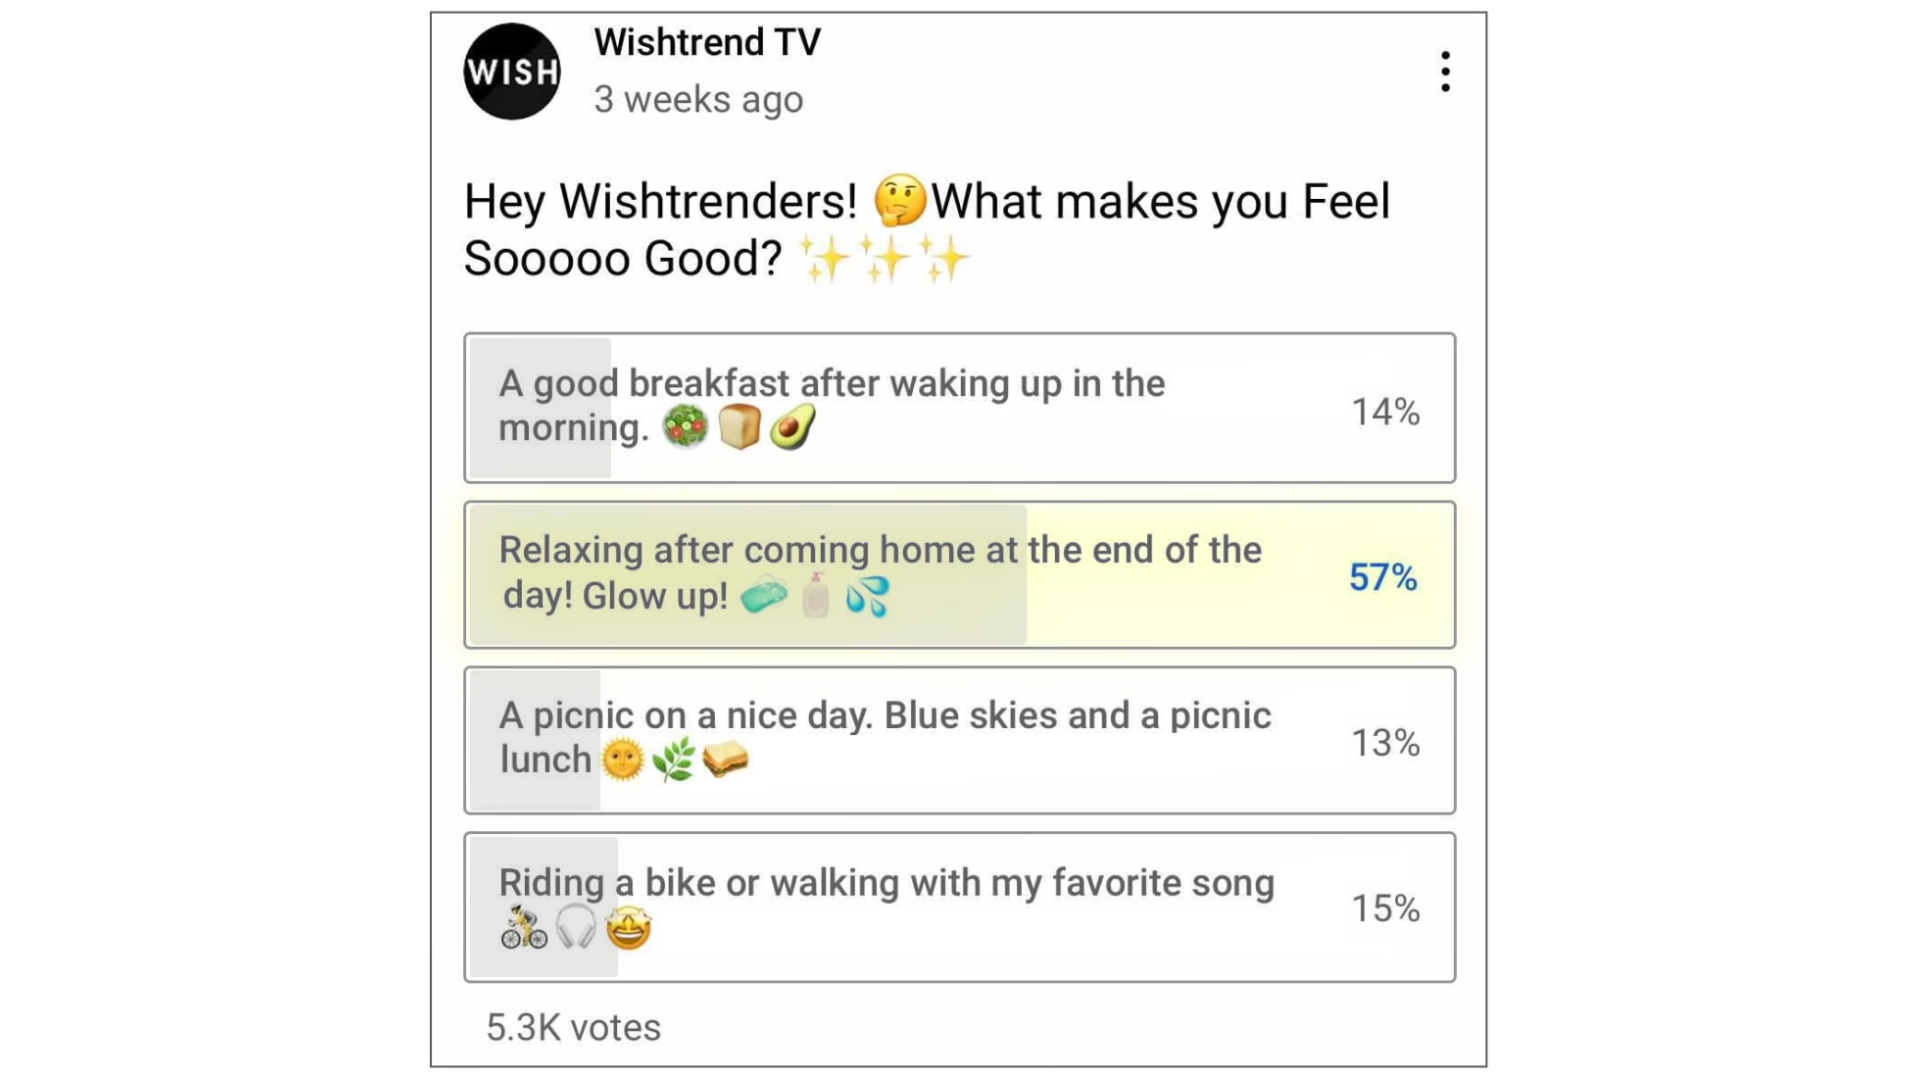 WISH
Wishtrend TV
3 weeks ago
Hey Wishtrenders! 🤔What makes you Feel
Sooooo Good? ✨✨✨
A good breakfast after waking up in the
morning. 🥗🍞🥑
14%
Relaxing after coming home at the end of the
day! Glow up! 🧼🧴💦
57%
A picnic on a nice day. Blue skies and a picnic
lunch 🌞🌿🥪
13%
Riding a bike or walking with my favorite song
🚴🎧🤩
15%
5.3K votes